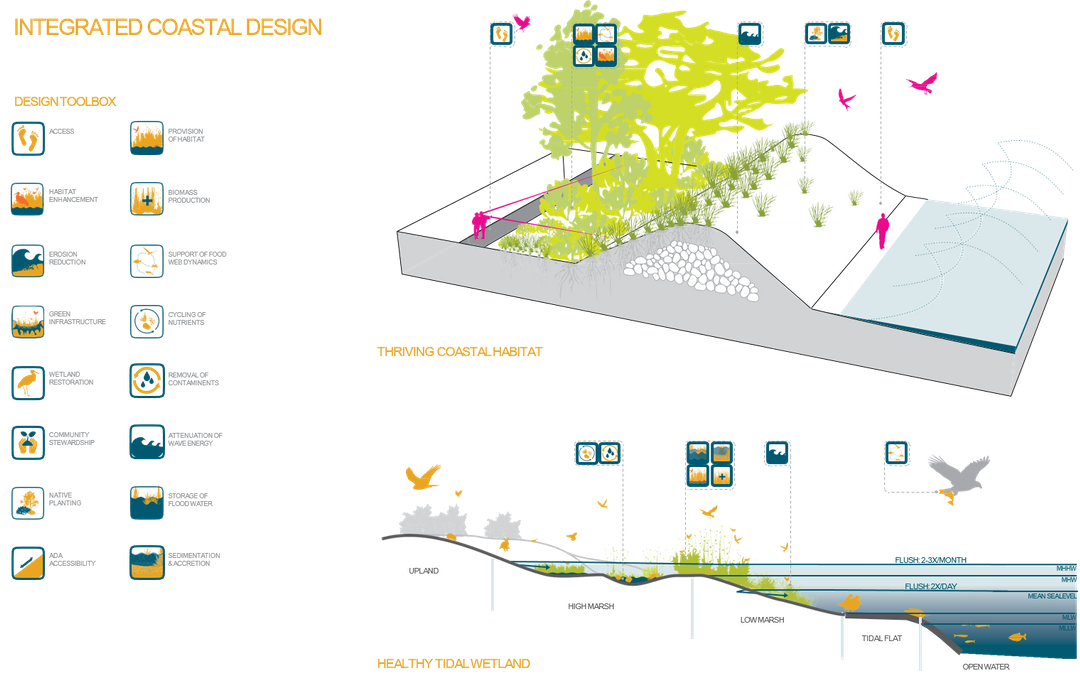 INTEGRATED COASTAL DESIGN
DESIGN TOOLBOX
ACCESS
PROVISION
OF HABITAT
HABITAT
ENHANCEMENT
BIOMASS
PRODUCTION
EROSION
REDUCTION
SUPPORT OF FOOD
WEB DYNAMICS
GREEN
INFRASTRUCTURE
CYCLING OF
NUTRIENTS
WETLAND
RESTORATION
REMOVAL OF
CONTAMINENTS
COMMUNITY
STEWARDSHIP
ATTENUATION OF
WAVE ENERGY
NATIVE
PLANTING
STORAGE OF
FLOOD WATER
ADA
ACCESSIBILITY
SEDIMENTATION
& ACCRETION
THRIVING COASTAL HABITAT
FLUSH: 2-3X/MONTH
MHHW
MHW
FLUSH: 2X/DAY
MEAN SEALEVEL
MLW
MLLW
UPLAND
HIGH MARSH
LOW MARSH
TIDAL FLAT
OPEN WATER
HEALTHY TIDAL WETLAND